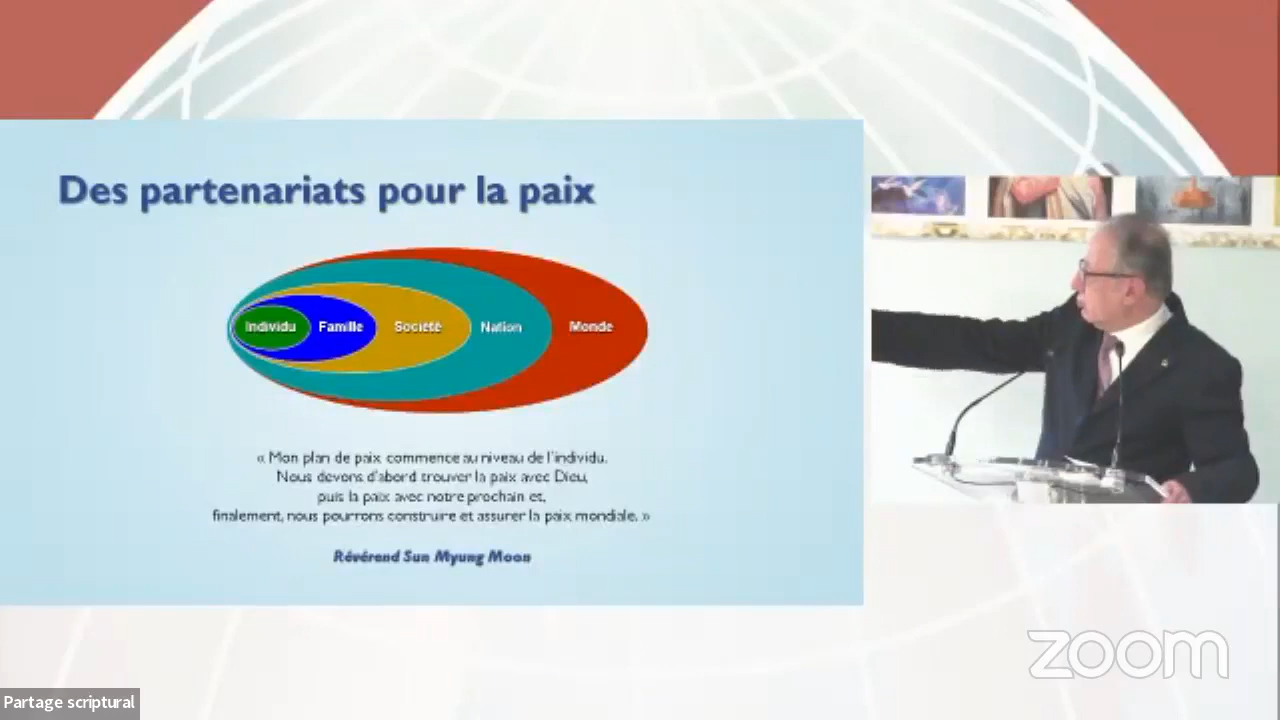 Des partenariats pour la paix
Individu Famille Société Nation Monde
« Mon plan de paix commence au niveau de l'individu.
Nous devons d'abord trouver la paix avec Dieu,
puis la paix avec notre prochain et,
finalement, nous pourrons construire et assurer la paix mondiale. »
Révérend Sun Myung Moon
zoom
Partage scriptural